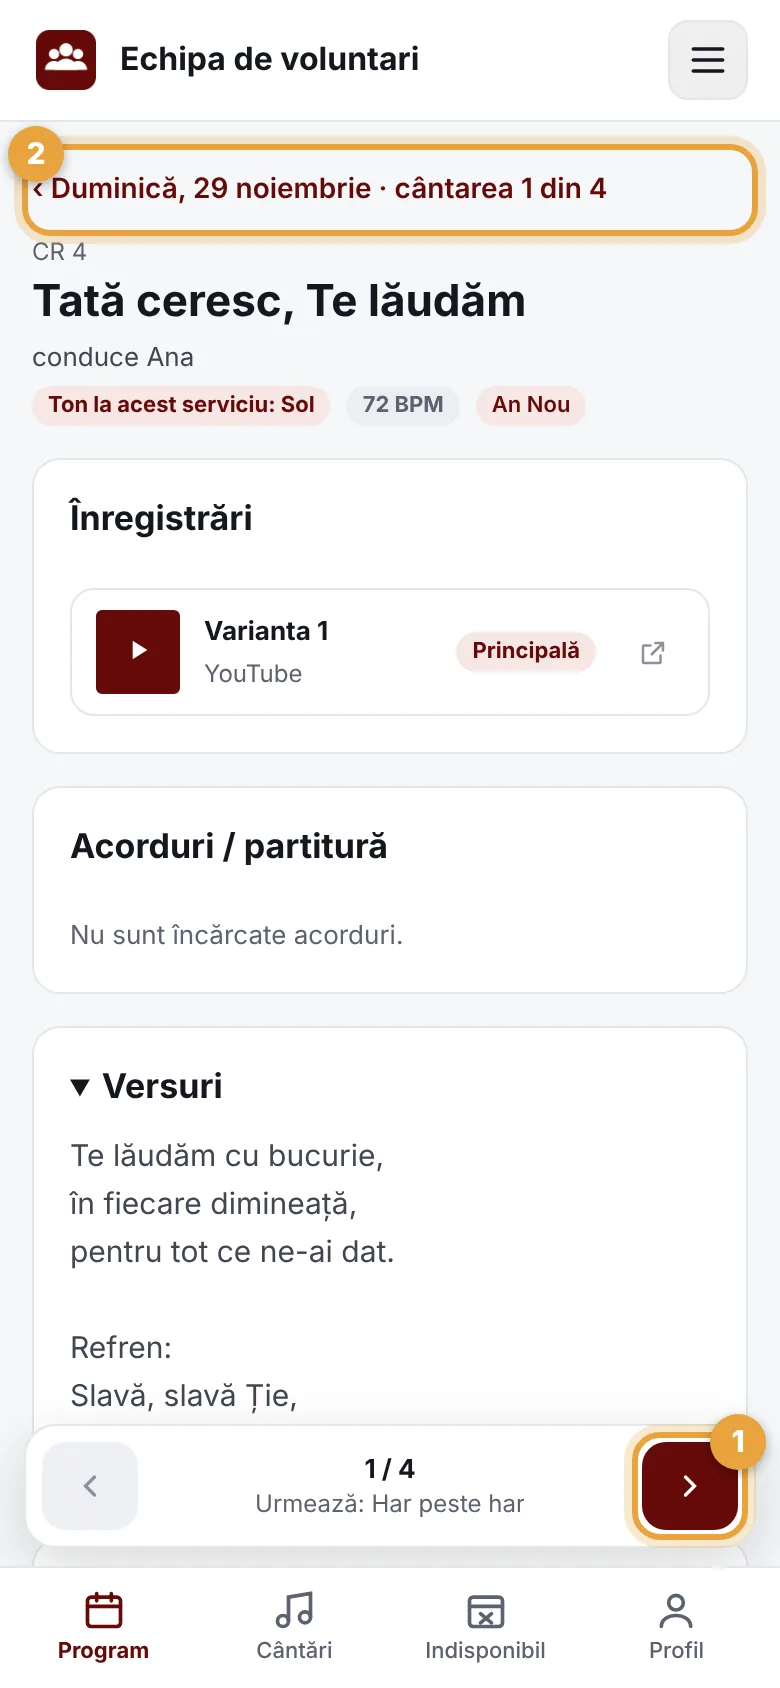 Echipa de voluntari
2
‹ Duminică, 29 noiembrie · cântarea 1 din 4
CR 4
Tată ceresc, Te lăudăm
conduce Ana
Ton la acest serviciu: Sol
72 BPM
An Nou
Înregistrări
Varianta 1
YouTube
Principală
Acorduri / partitură
Nu sunt încărcate acorduri.
▼ Versuri
Te lăudăm cu bucurie,
în fiecare dimineață,
pentru tot ce ne-ai dat.
Refren:
Slavă, slavă Ție,
1
1 / 4
Urmează: Har peste har
Program
Cântări
Indisponibil
Profil